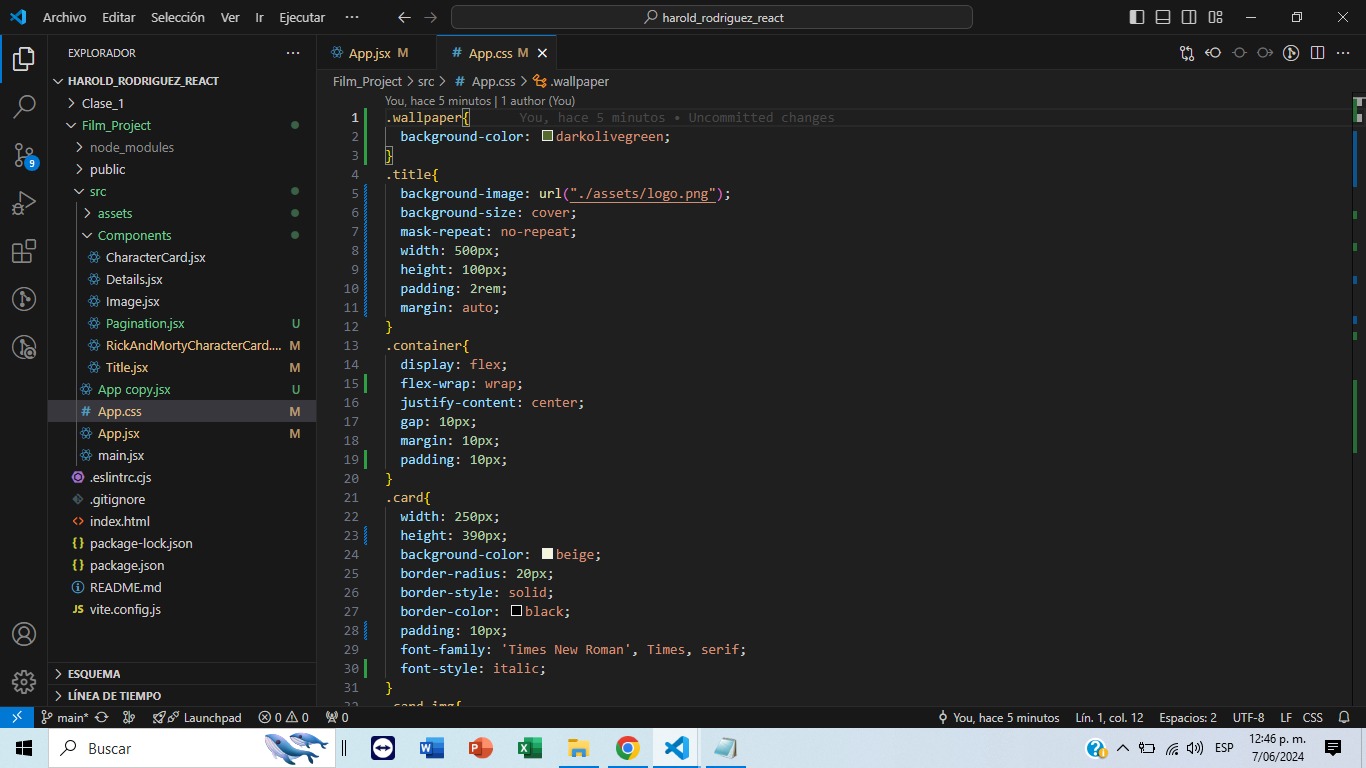 Archivo Editar Selección Ver Ir Ejecutar ··· harold_rodriguez_react
EXPLORADOR ···
HAROLD_RODRIGUEZ_REACT
Clase_1
Film_Project
node_modules
public
src
assets
Components
CharacterCard.jsx
Details.jsx
Image.jsx
Pagination.jsx U
RickAndMortyCharacterCard.... M
Title.jsx M
App copy.jsx U
App.css M
App.jsx M
main.jsx
.eslintrc.cjs
.gitignore
index.html
package-lock.json
package.json
README.md
vite.config.js
ESQUEMA
LÍNEA DE TIEMPO
9
App.jsx M # App.css M
Film_Project > src > # App.css > .wallpaper
You, hace 5 minutos | 1 author (You)
1 .wallpaper{ You, hace 5 minutos • Uncommitted changes
2 background-color: darkolivegreen;
3 }
4 .title{
5 background-image: url("./assets/logo.png");
6 background-size: cover;
7 mask-repeat: no-repeat;
8 width: 500px;
9 height: 100px;
10 padding: 2rem;
11 margin: auto;
12 }
13 .container{
14 display: flex;
15 flex-wrap: wrap;
16 justify-content: center;
17 gap: 10px;
18 margin: 10px;
19 padding: 10px;
20 }
21 .card{
22 width: 250px;
23 height: 390px;
24 background-color: beige;
25 border-radius: 20px;
26 border-style: solid;
27 border-color: black;
28 padding: 10px;
29 font-family: 'Times New Roman', Times, serif;
30 font-style: italic;
31 }
32 .card-img{
main* Launchpad 0 0 0 You, hace 5 minutos Lín. 1, col. 12 Espacios: 2 UTF-8 LF CSS
Buscar ESP 12:46 p. m.
7/06/2024